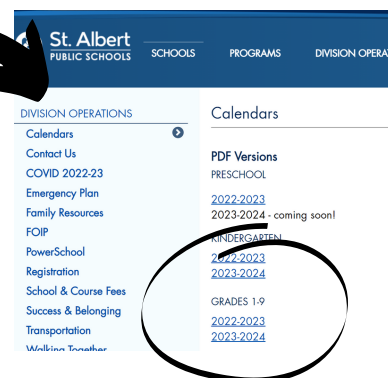 St. Albert
PUBLIC SCHOOLS
SCHOOLS
PROGRAMS
DIVISION OPERA
DIVISION OPERATIONS
Calendars
Contact Us
COVID 2022-23
Emergency Plan
Family Resources
FOIP
PowerSchool
Registration
School & Course Fees
Success & Belonging
Transportation
Walking Together
Calendars
PDF Versions
PRESCHOOL
2022-2023
2023-2024 - coming soon!
KINDERGARTEN
2022-2023
2023-2024
GRADES 1-9
2022-2023
2023-2024